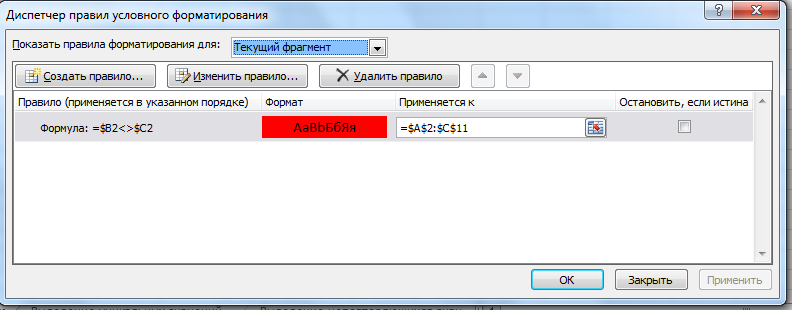 Диспетчер правил условного форматирования
Показать правила форматирования для: Текущий фрагмент
Создать правило... Изменить правило... Удалить правило
Правило (применяется в указанном порядке) Формат Применяется к Остановить, если истина
Формула: =$B2<>$C2 АаВbБбЯя =$A$2:$C$11
ОК Закрыть Применить